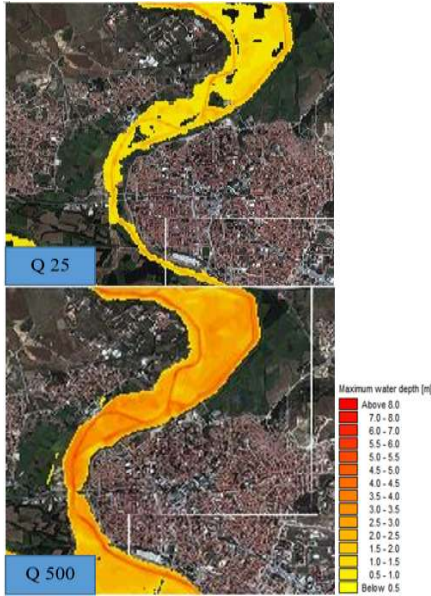 Q 25
Q 500
Maximum water depth [m]
Above 8.0
7.0 - 8.0
6.0 - 7.0
5.5 - 6.0
5.0 - 5.5
4.5 - 5.0
4.0 - 4.5
3.5 - 4.0
3.0 - 3.5
2.5 - 3.0
2.0 - 2.5
1.5 - 2.0
1.0 - 1.5
0.5 - 1.0
Below 0.5